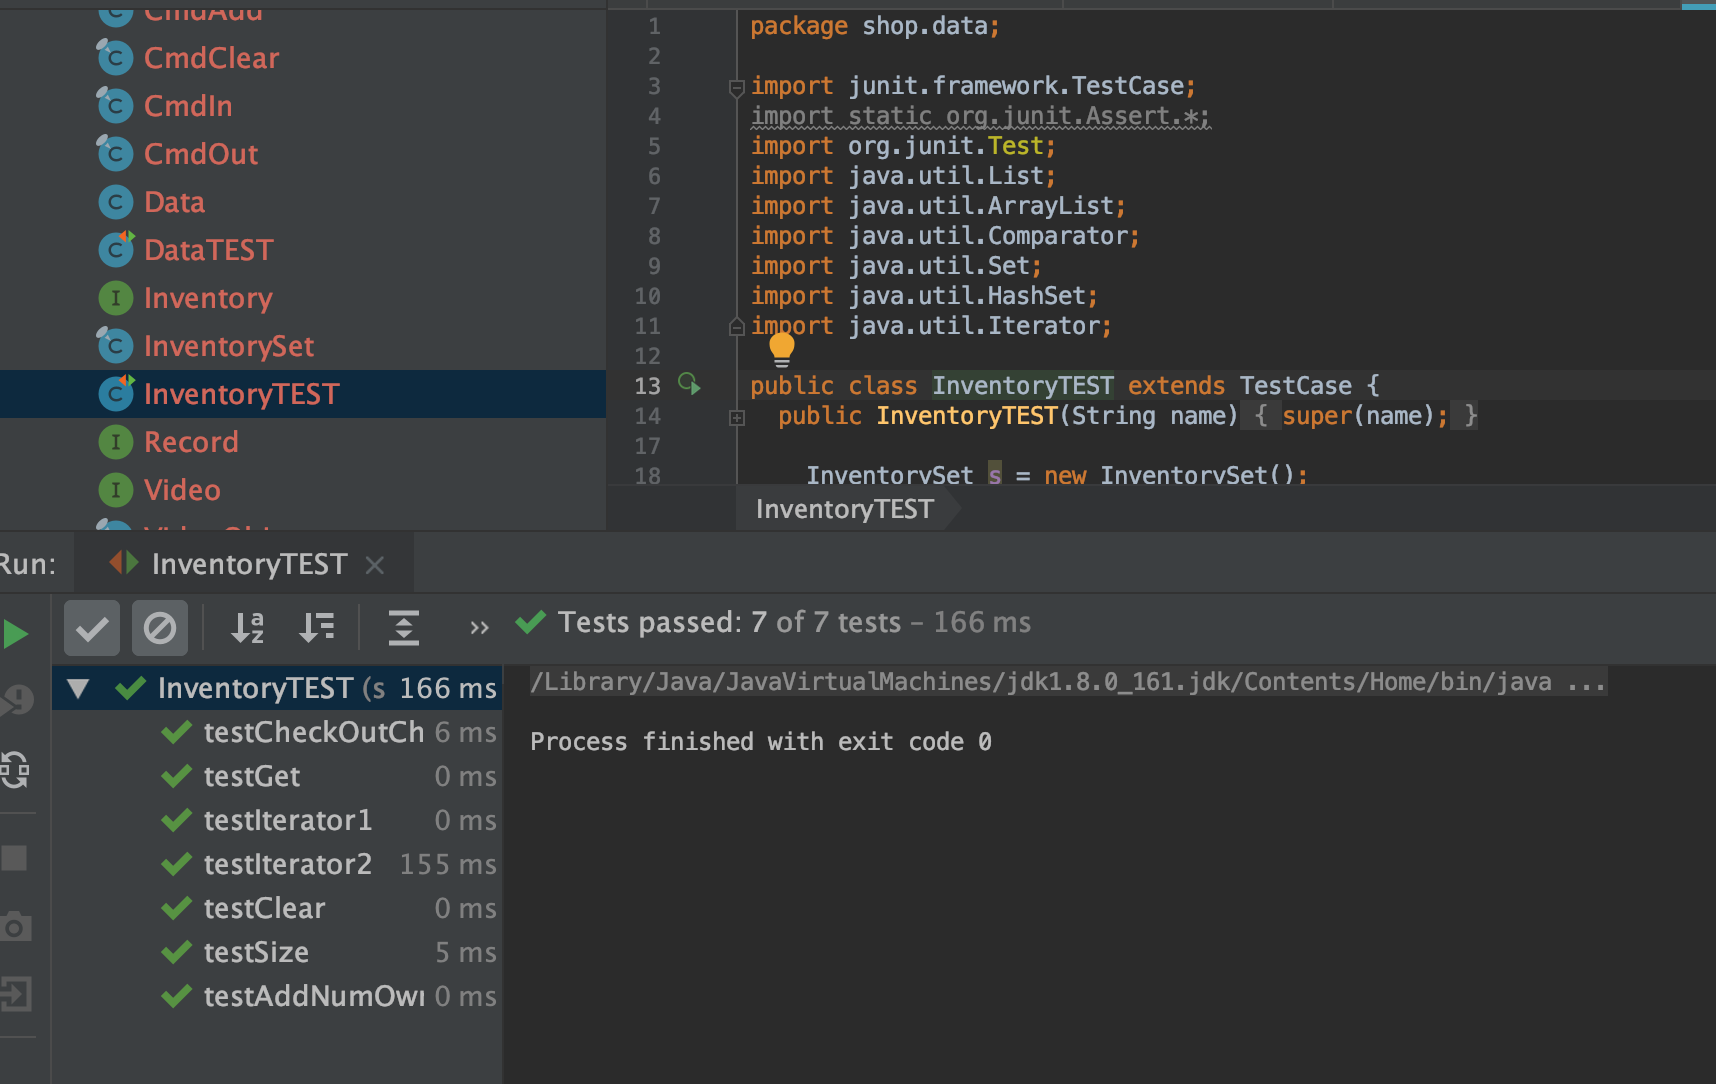 CmdAdd
CmdClear
CmdIn
CmdOut
Data
DataTEST
Inventory
InventorySet
InventoryTEST
Record
Video
1 package shop.data;
2
3 import junit.framework.TestCase;
4 import static org.junit.Assert.*;
5 import org.junit.Test;
6 import java.util.List;
7 import java.util.ArrayList;
8 import java.util.Comparator;
9 import java.util.Set;
10 import java.util.HashSet;
11 import java.util.Iterator;
12
13 public class InventoryTEST extends TestCase {
14 public InventoryTEST(String name) { super(name); }
17
18 InventorySet s = new InventorySet();
InventoryTEST
Run: InventoryTEST
Tests passed: 7 of 7 tests – 166 ms
InventoryTEST (s 166 ms
testCheckOutCh 6 ms
testGet 0 ms
testIterator1 0 ms
testIterator2 155 ms
testClear 0 ms
testSize 5 ms
testAddNumOwn 0 ms
/Library/Java/JavaVirtualMachines/jdk1.8.0_161.jdk/Contents/Home/bin/java ...
Process finished with exit code 0